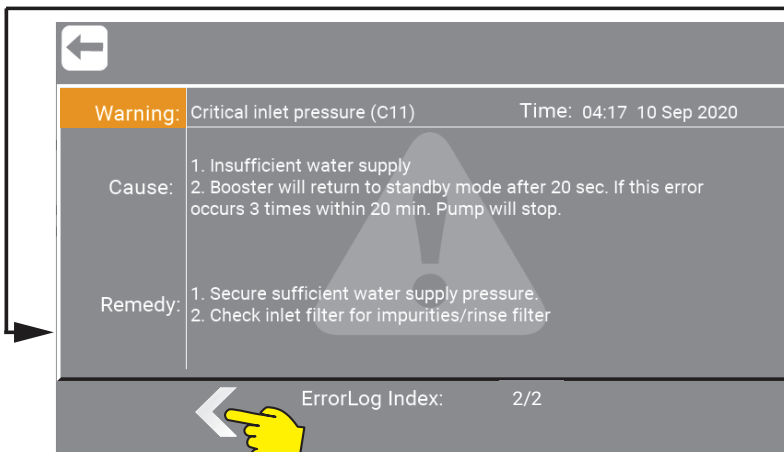 Warning: Critical inlet pressure (C11) Time: 04:17 10 Sep 2020
Cause: 1. Insufficient water supply
2. Booster will return to standby mode after 20 sec. If this error
occurs 3 times within 20 min. Pump will stop.
Remedy: 1. Secure sufficient water supply pressure.
2. Check inlet filter for impurities/rinse filter
ErrorLog Index: 2/2